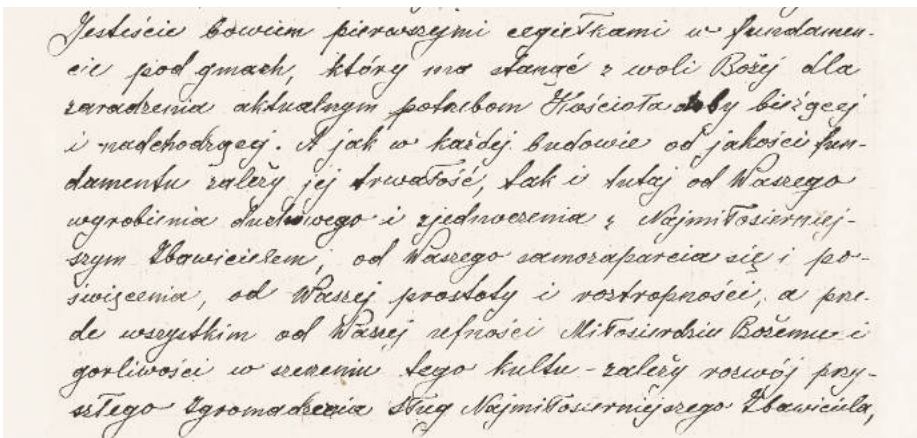 Jesteście bowiem pierwszymi cegiełkami w fundamen-
cie pod gmach, który ma stanąć z woli Bożej dla
zaradzenia aktualnym potrzebom Kościoła doby bieżącej
i nadchodzącej. A jak w każdej budowie od jakości fun-
damentu zależy jej trwałość, tak i tutaj od Waszego
wyrobienia duchowego i zjednoczenia z Najmiłosierniej-
szym Zbawicielem, od Waszego samozaparcia się i po-
święcenia, od Waszej prostoty i roztropności, a prze-
de wszystkim od Waszej ufności Miłosierdziu Bożemu i
gorliwości w szerzeniu tego kultu - zależy rozwój przy-
szłego Zgromadzenia Sług Najmiłosierniejszego Zbawiciela,